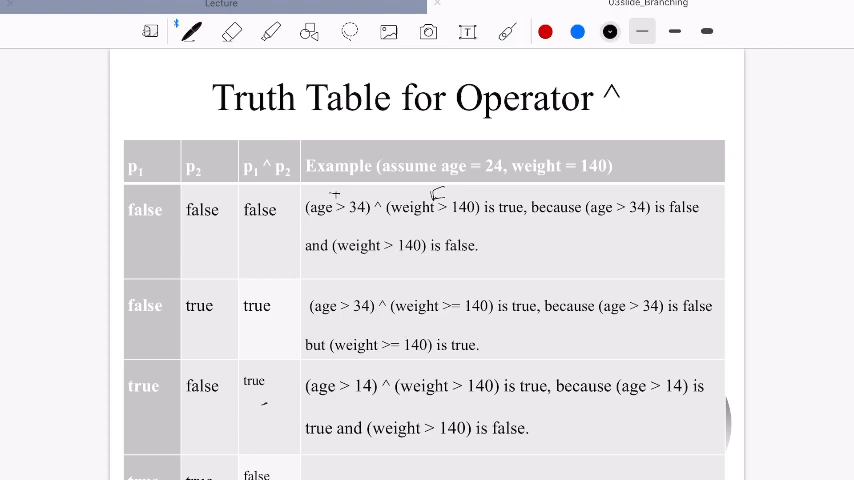 Lecture
03slide_Branching
Truth Table for Operator ^
p1 p2 p1 ^ p2 Example (assume age = 24, weight = 140)
false false false (age > 34) ^ (weight > 140) is true, because (age > 34) is false
and (weight > 140) is false.
false true true (age > 34) ^ (weight >= 140) is true, because (age > 34) is false
but (weight >= 140) is true.
true false true (age > 14) ^ (weight > 140) is true, because (age > 14) is
true and (weight > 140) is false.
true true false